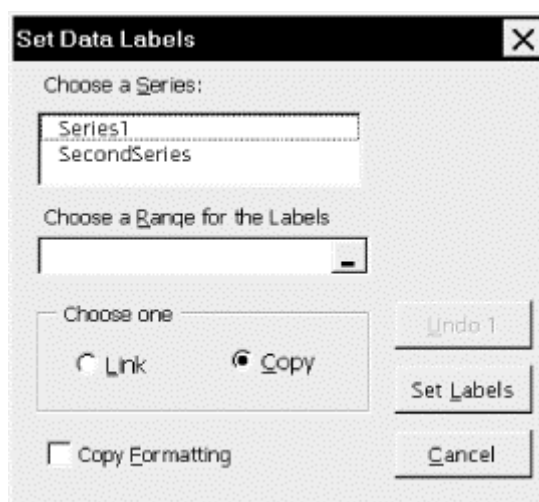 Set Data Labels
Choose a Series:
Series1
SecondSeries
Choose a Range for the Labels
Choose one
Link
Copy
Undo 1
Set Labels
Copy Formatting
Cancel